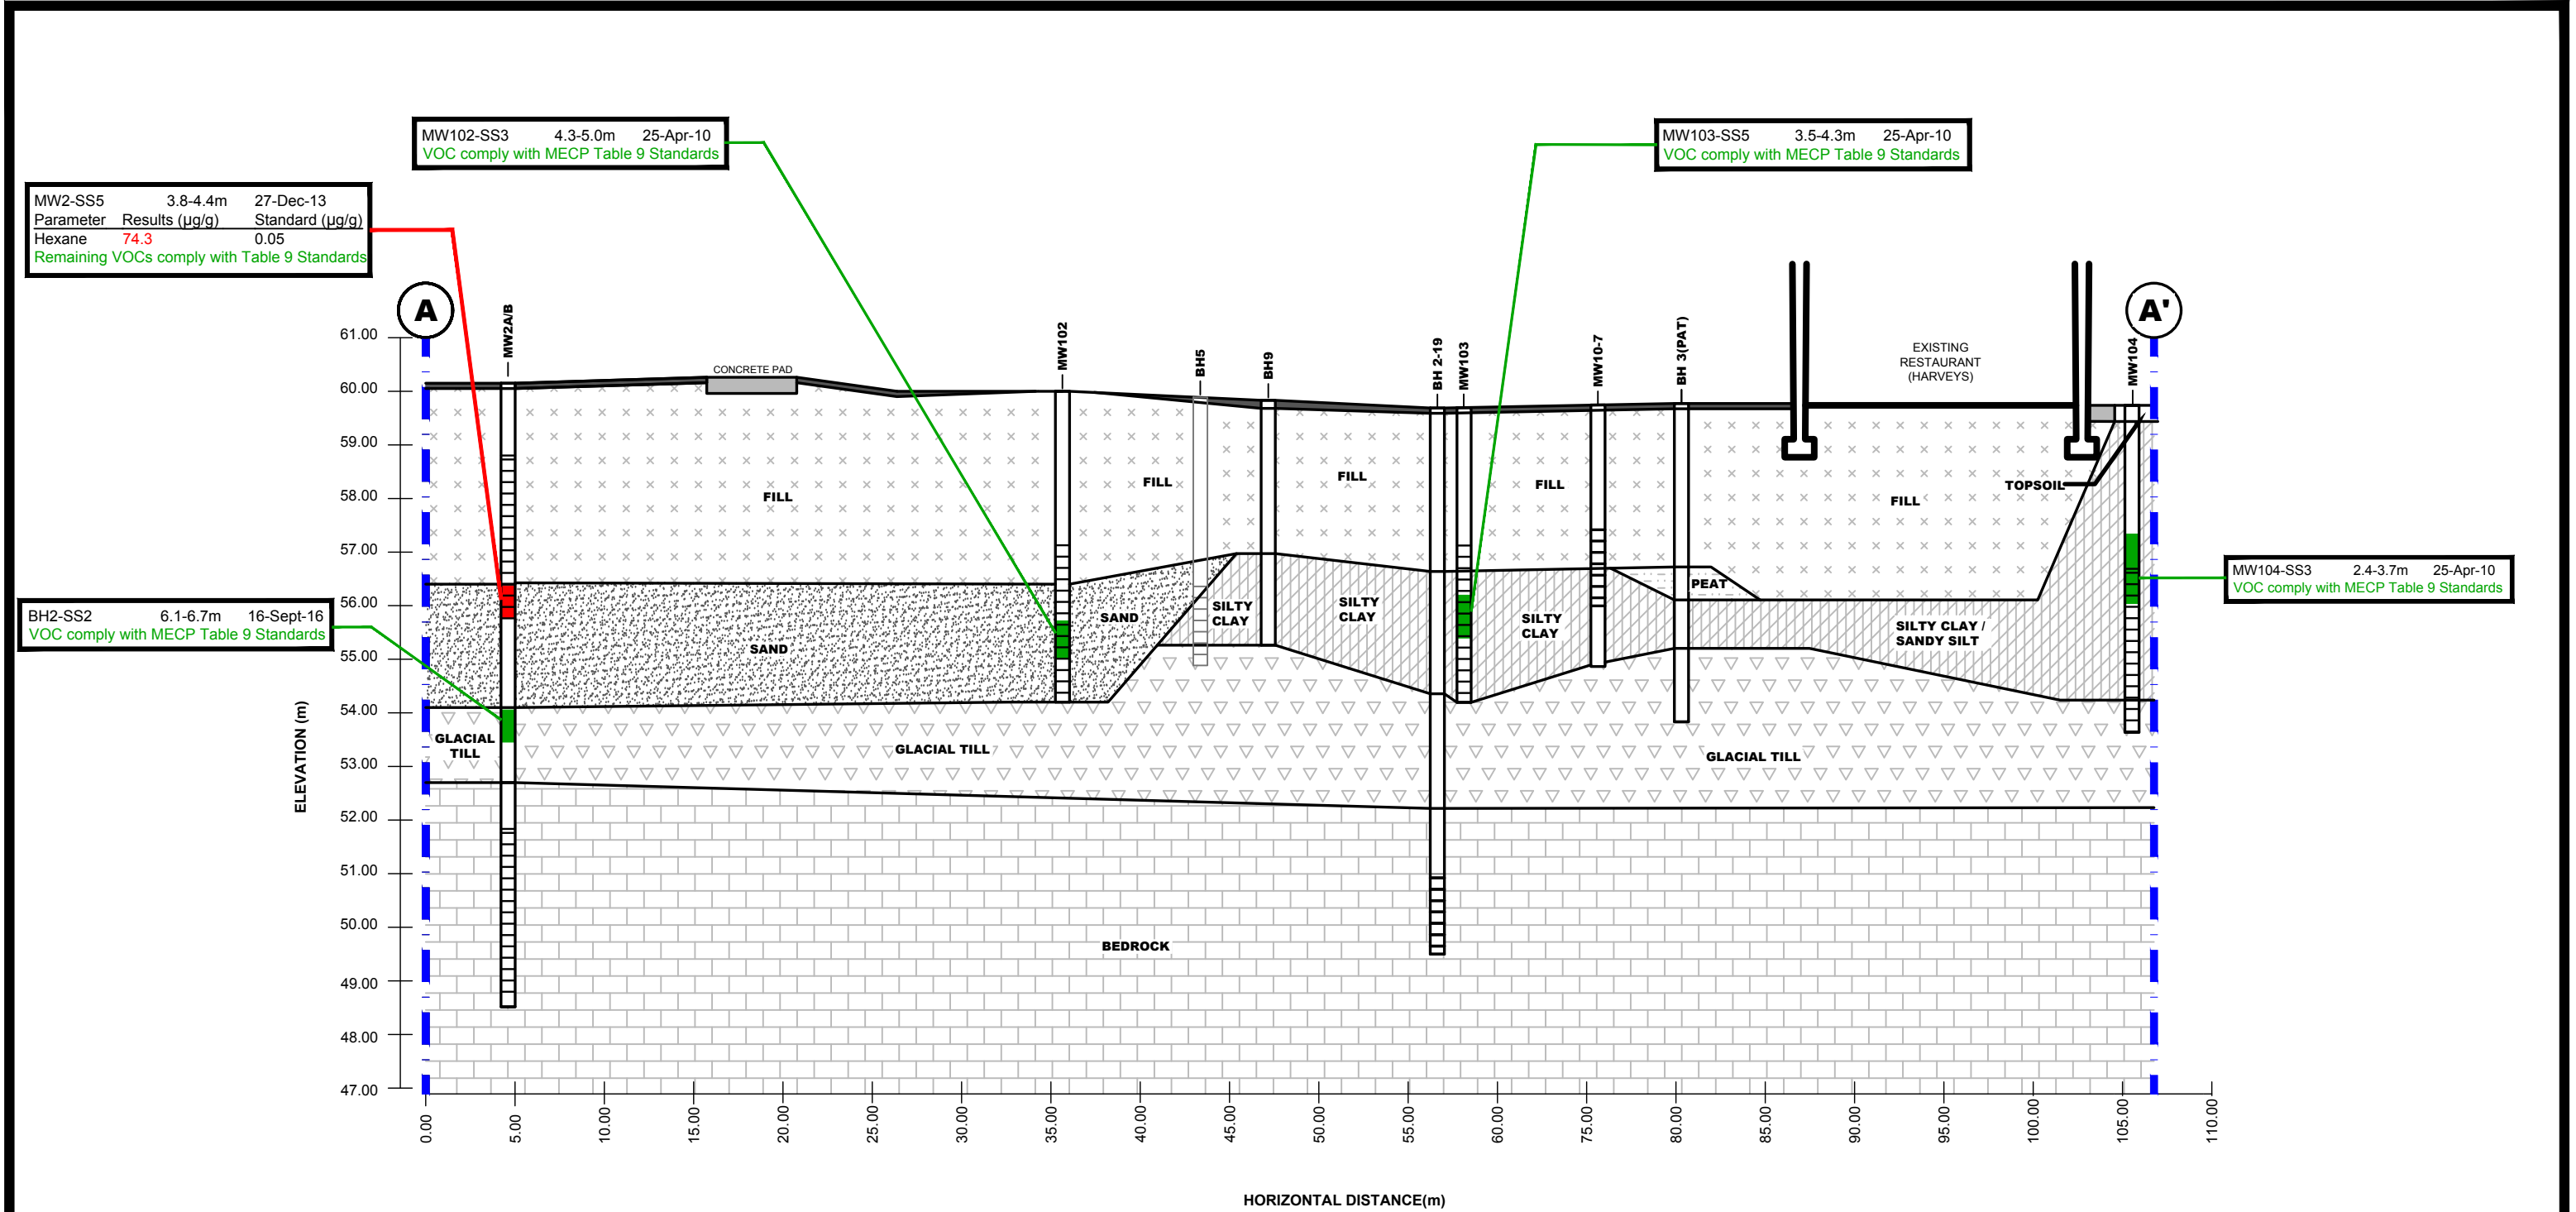 MW102-SS3 4.3-5.0m 25-Apr-10
VOC comply with MECP Table 9 Standards
MW103-SS5 3.5-4.3m 25-Apr-10
VOC comply with MECP Table 9 Standards
MW2-SS5 3.8-4.4m 27-Dec-13
Parameter Results (µg/g) Standard (µg/g)
Hexane 74.3 0.05
Remaining VOCs comply with Table 9 Standards
A
A'
MW2A/B
MW102
BH5
BH9
BH 2-19
MW103
MW10-7
BH 3(PAT)
MW104
CONCRETE PAD
EXISTING
RESTAURANT
(HARVEYS)
61.00
60.00
59.00
58.00
57.00
56.00
55.00
54.00
53.00
52.00
51.00
50.00
49.00
48.00
47.00
ELEVATION (m)
FILL
FILL
FILL
FILL
FILL
TOPSOIL
PEAT
MW104-SS3 2.4-3.7m 25-Apr-10
VOC comply with MECP Table 9 Standards
BH2-SS2 6.1-6.7m 16-Sept-16
VOC comply with MECP Table 9 Standards
SAND
SAND
SILTY
CLAY
SILTY
CLAY
SILTY
CLAY
SILTY CLAY /
SANDY SILT
GLACIAL
TILL
GLACIAL TILL
GLACIAL TILL
BEDROCK
0.00
5.00
10.00
15.00
20.00
25.00
30.00
35.00
40.00
45.00
50.00
55.00
60.00
75.00
80.00
85.00
90.00
95.00
100.00
105.00
110.00
HORIZONTAL DISTANCE(m)